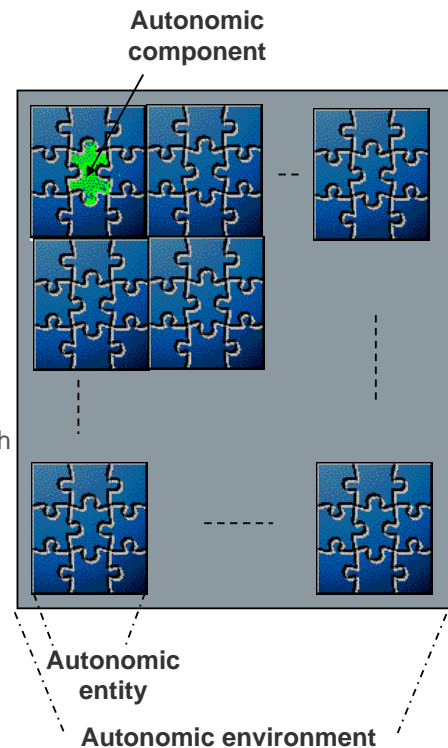 Autonomic
component
h
Autonomic
entity
Autonomic environment